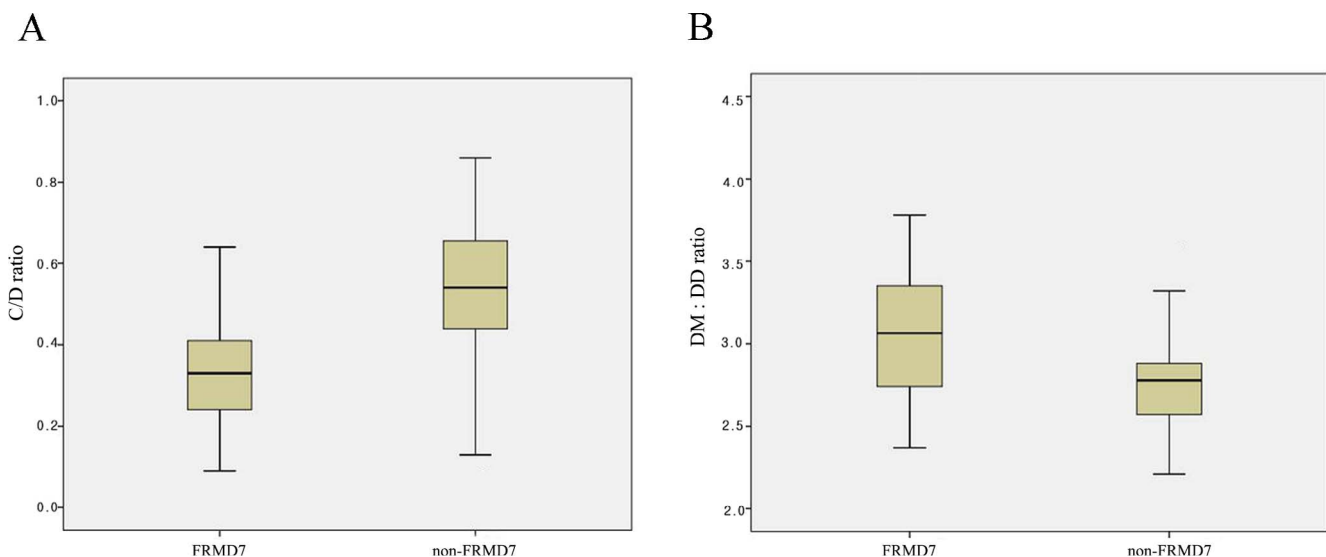 A
B
C/D ratio
1.0
0.8
0.6
0.4
0.2
0.0
FRMD7
non-FRMD7
DM : DD ratio
4.5
4.0
3.5
3.0
2.5
2.0
FRMD7
non-FRMD7